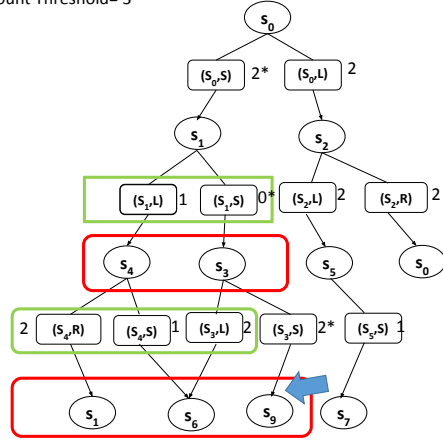 ount Threshold= 3
S₀
(S₀,S) 2* (S₀,L) 2
S₁ S₂
(S₁,L) 1 (S₁,S) 0* (S₂,L) 2 (S₂,R) 2
S₄ S₃ S₅ S₀
2 (S₄,R) (S₄,S) 1 (S₃,L) 2 (S₃,S) 2* (S₅,S) 1
S₁ S₆ S₉ S₇